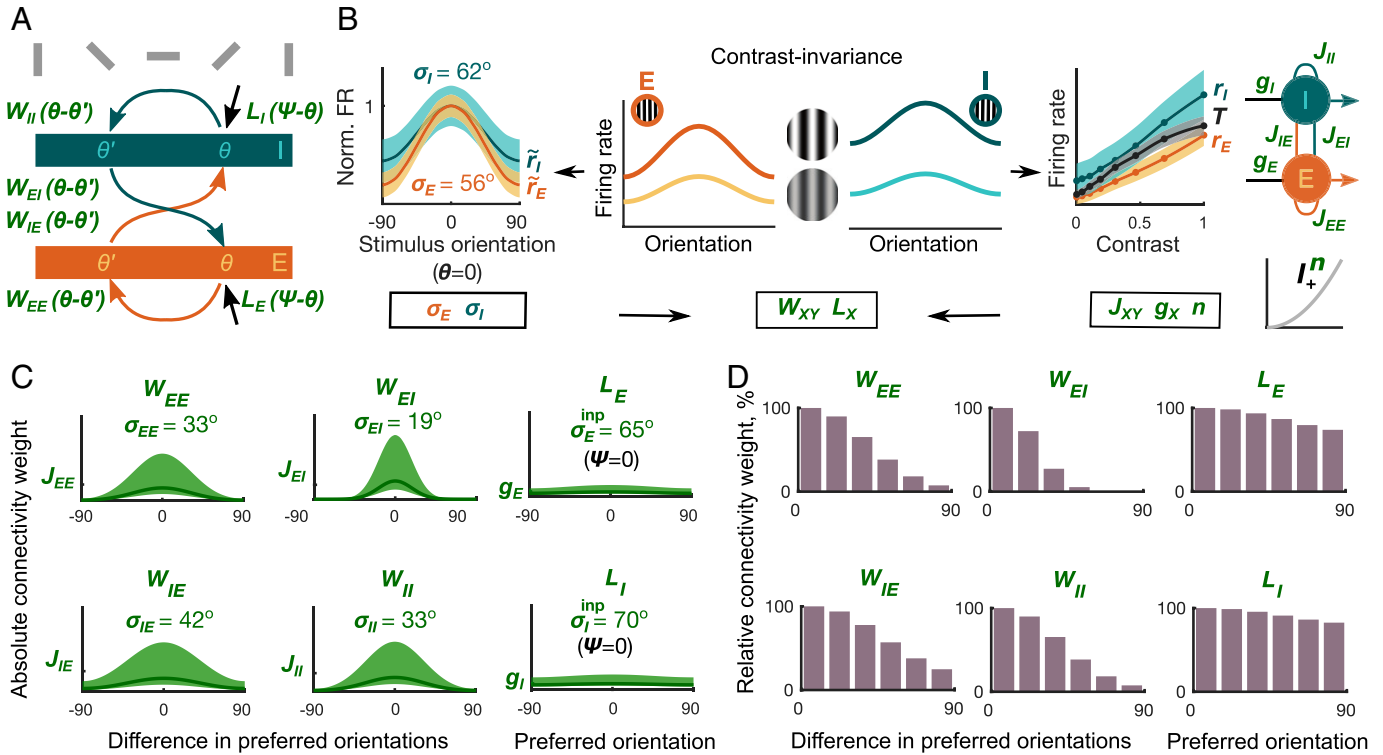 A
W_II (θ-θ')
L_I (Ψ-θ)
θ' θ I
W_EI (θ-θ')
W_IE (θ-θ')
θ' θ E
W_EE (θ-θ')
L_E (Ψ-θ)
B
Contrast-invariance
σ_I = 62°
Norm. FR
1
σ_E = 56°
r̃_I
r̃_E
-90 0 90
Stimulus orientation
(θ=0)
σ_E σ_I
E
I
Firing rate
Orientation
Orientation
W_XY L_X
Firing rate
r_I
T
r_E
0 0.5 1
Contrast
J_XY g_X n
J_II
g_I
I
J_IE
J_EI
g_E
E
J_EE
I_+^n
C
Absolute connectivity weight
W_EE
σ_EE = 33°
J_EE
-90 0 90
W_EI
σ_EI = 19°
J_EI
-90 0 90
L_E
σ_E^inp = 65°
(Ψ=0)
g_E
-90 0 90
W_IE
σ_IE = 42°
J_IE
-90 0 90
W_II
σ_II = 33°
J_II
-90 0 90
L_I
σ_I^inp = 70°
(Ψ=0)
g_I
-90 0 90
Difference in preferred orientations
Preferred orientation
D
Relative connectivity weight, %
W_EE
100
0
0 90
W_EI
100
0
0 90
L_E
100
0
0 90
W_IE
100
0
0 90
W_II
100
0
0 90
L_I
100
0
0 90
Difference in preferred orientations
Preferred orientation